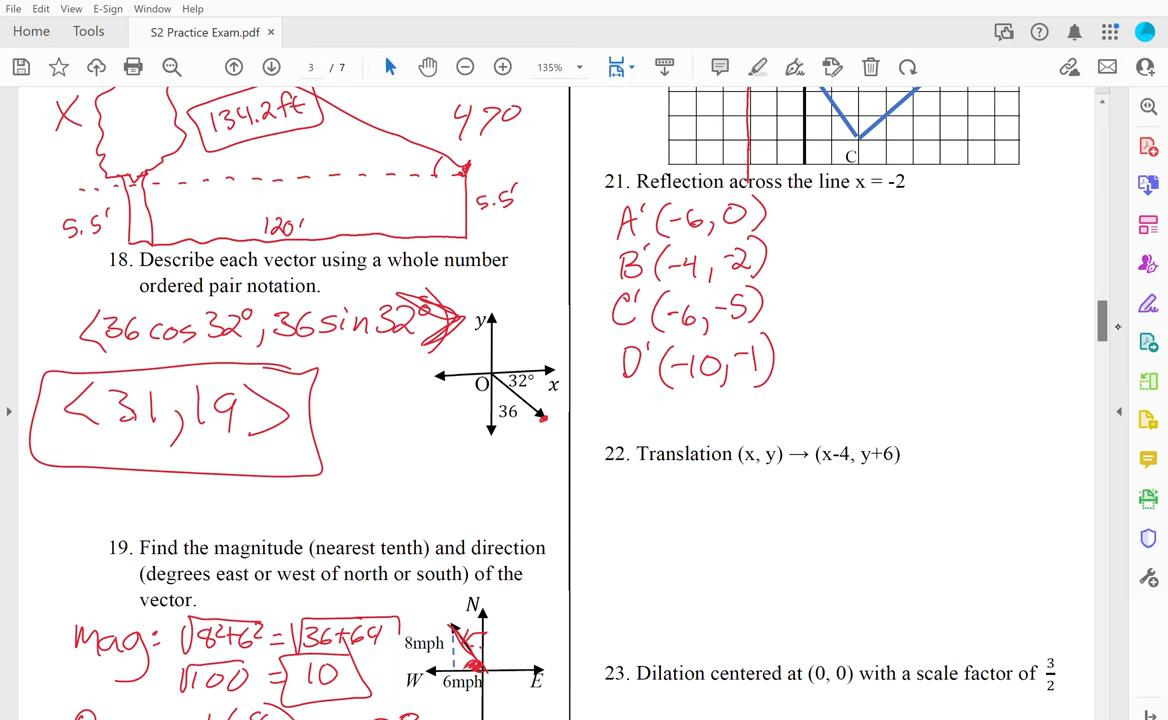 File Edit View E-Sign Window Help
Home Tools S2 Practice Exam.pdf ×
3 / 7 135%
X
134.2ft
470
5.5'
5.5'
120'
18. Describe each vector using a whole number
ordered pair notation.
<36 cos 32°, 36 sin 32°>
<31, 19>
y
O 32° x
36
19. Find the magnitude (nearest tenth) and direction
(degrees east or west of north or south) of the
vector.
Mag: √8²+6² = √36+64
√100 = 10
N
8mph
W 6mph E
C
21. Reflection across the line x = -2
A' (-6, 0)
B' (-4, -2)
C' (-6, -5)
D' (-10, -1)
22. Translation (x, y) → (x-4, y+6)
23. Dilation centered at (0, 0) with a scale factor of 3/2